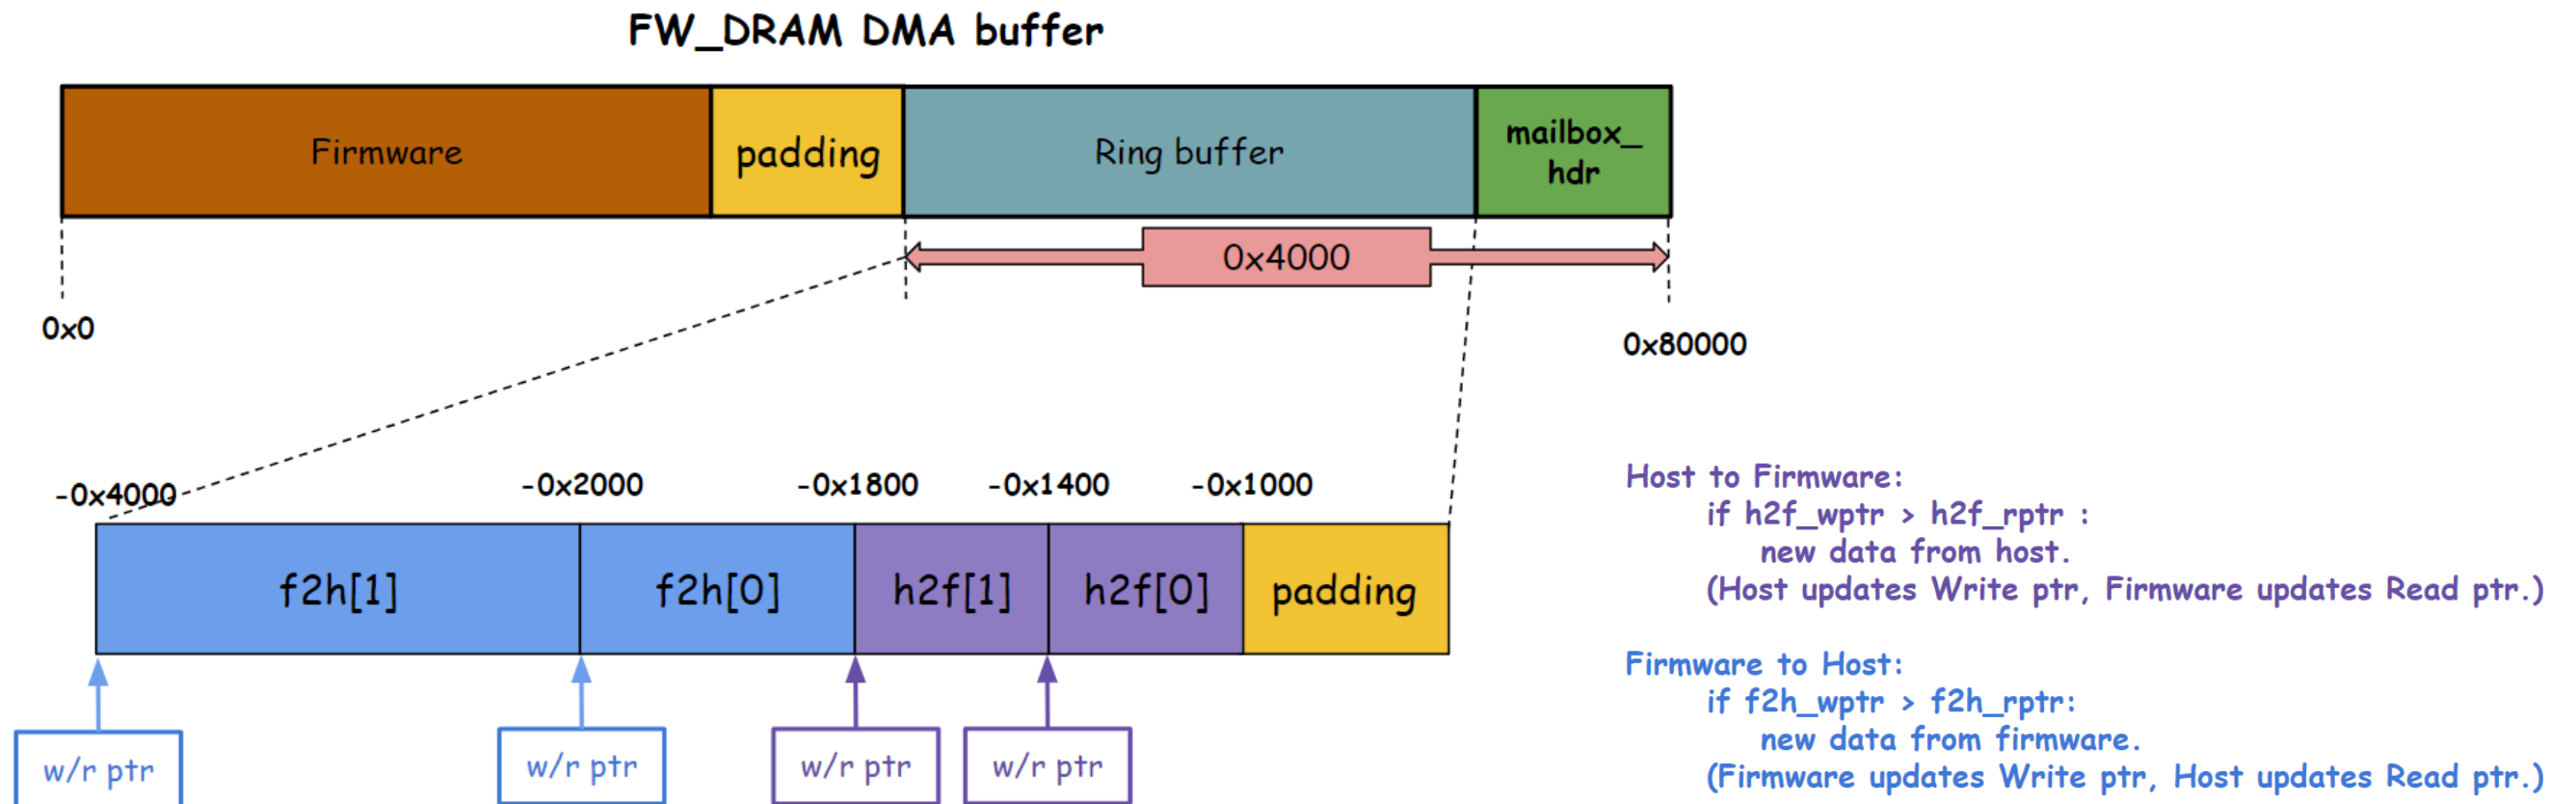 FW_DRAM DMA buffer
Firmware
padding
Ring buffer
mailbox_
hdr
0x4000
0x0
0x80000
-0x4000
-0x2000
-0x1800
-0x1400
-0x1000
f2h[1]
f2h[0]
h2f[1]
h2f[0]
padding
w/r ptr
w/r ptr
w/r ptr
w/r ptr
Host to Firmware:
if h2f_wptr > h2f_rptr :
new data from host.
(Host updates Write ptr, Firmware updates Read ptr.)
Firmware to Host:
if f2h_wptr > f2h_rptr:
new data from firmware.
(Firmware updates Write ptr, Host updates Read ptr.)